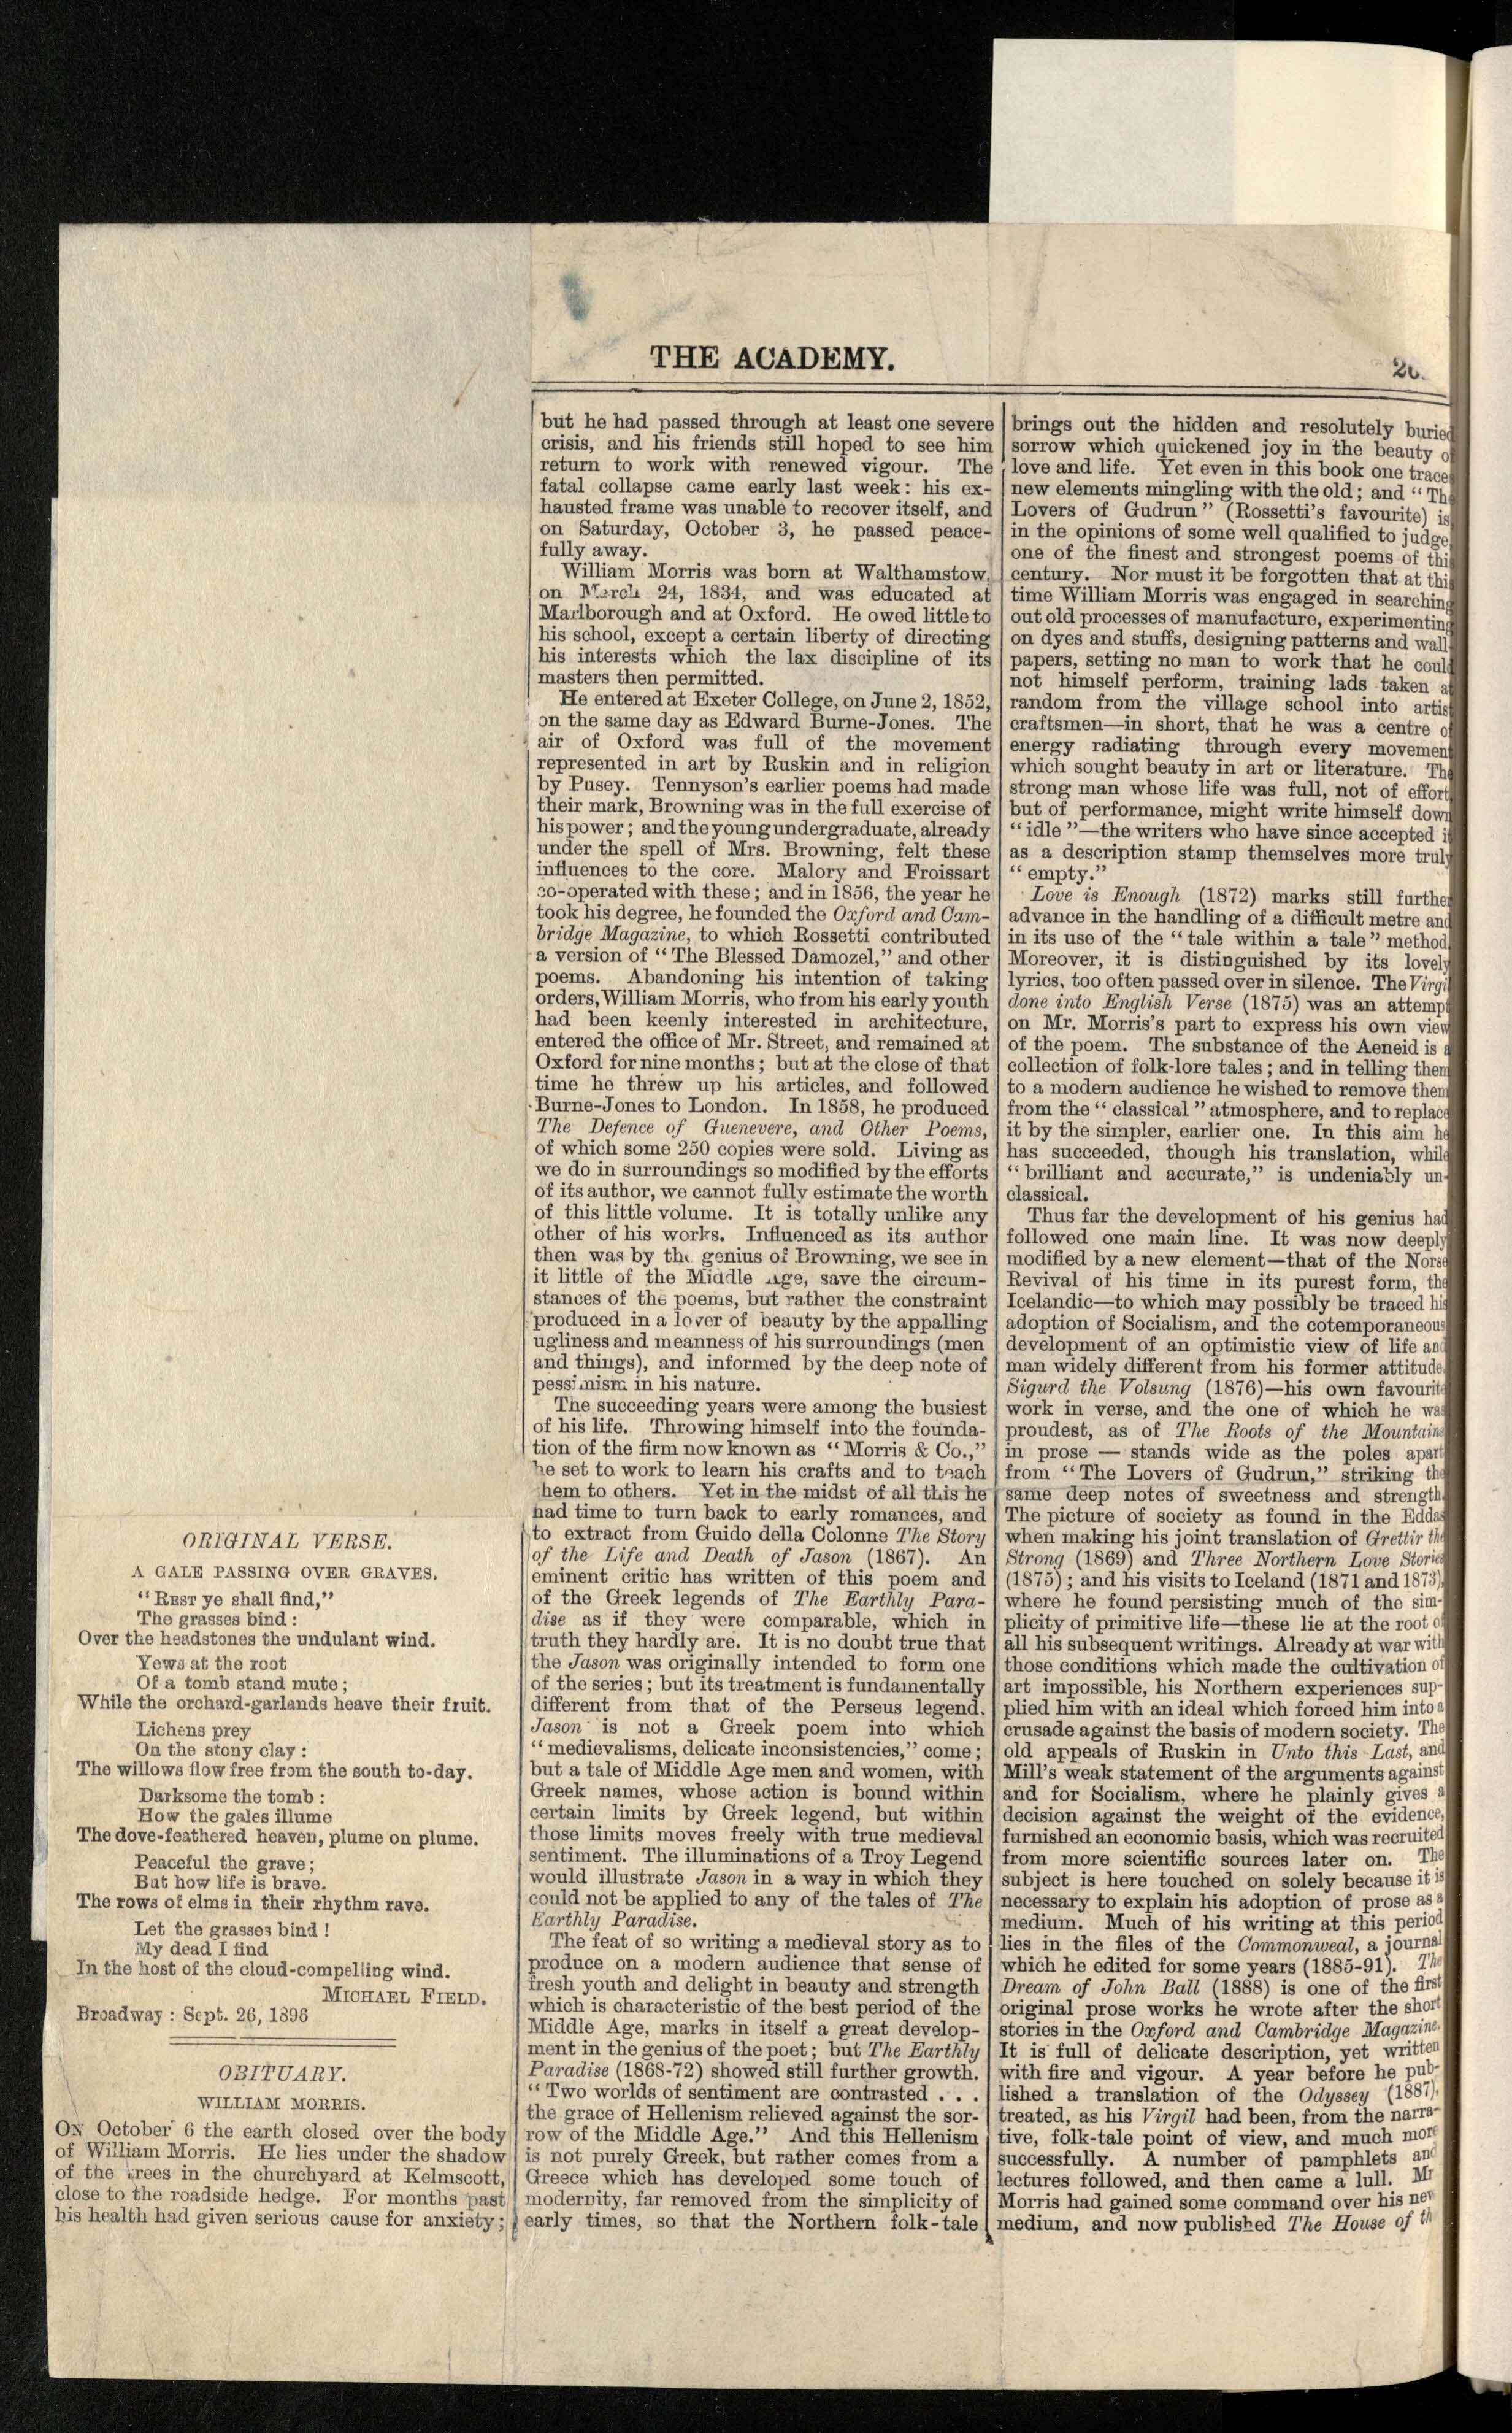 THE ACADEMY.
ORIGINAL VERSE.
A GALE PASSING OVER GRAVES.
"REST ye shall find,"
The grasses bind :
Over the headstones the undulant wind.
Yews at the root
Of a tomb stand mute ;
While the orchard-garlands heave their fruit.
Lichens prey
On the stony clay :
The willows flow free from the south to-day.
Darksome the tomb :
How the gales illume
The dove-feathered heaven, plume on plume.
Peaceful the grave ;
But how life is brave.
The rows of elms in their rhythm rave.
Let the grasses bind !
My dead I find
In the host of the cloud-compelling wind.
MICHAEL FIELD.
Broadway : Sept. 26, 1896
OBITUARY.
WILLIAM MORRIS.
ON October 6 the earth closed over the body
of William Morris. He lies under the shadow
of the trees in the churchyard at Kelmscott,
close to the roadside hedge. For months past
his health had given serious cause for anxiety ;
but he had passed through at least one severe
crisis, and his friends still hoped to see him
return to work with renewed vigour. The
fatal collapse came early last week : his ex-
hausted frame was unable to recover itself, and
on Saturday, October 3, he passed peace-
fully away.
William Morris was born at Walthamstow,
on March 24, 1834, and was educated at
Marlborough and at Oxford. He owed little to
his school, except a certain liberty of directing
his interests which the lax discipline of its
masters then permitted.
He entered at Exeter College, on June 2, 1852,
on the same day as Edward Burne-Jones. The
air of Oxford was full of the movement
represented in art by Ruskin and in religion
by Pusey. Tennyson's earlier poems had made
their mark, Browning was in the full exercise of
his power ; and the young undergraduate, already
under the spell of Mrs. Browning, felt these
influences to the core. Malory and Froissart
co-operated with these ; and in 1856, the year he
took his degree, he founded the Oxford and Cam-
bridge Magazine, to which Rossetti contributed
a version of "The Blessed Damozel," and other
poems. Abandoning his intention of taking
orders, William Morris, who from his early youth
had been keenly interested in architecture,
entered the office of Mr. Street, and remained at
Oxford for nine months ; but at the close of that
time he threw up his articles, and followed
Burne-Jones to London. In 1858, he produced
The Defence of Guenevere, and Other Poems,
of which some 250 copies were sold. Living as
we do in surroundings so modified by the efforts
of its author, we cannot fully estimate the worth
of this little volume. It is totally unlike any
other of his works. Influenced as its author
then was by the genius of Browning, we see in
it little of the Middle Age, save the circum-
stances of the poems, but rather the constraint
produced in a lover of beauty by the appalling
ugliness and meanness of his surroundings (men
and things), and informed by the deep note of
pessimism in his nature.
The succeeding years were among the busiest
of his life. Throwing himself into the founda-
tion of the firm now known as "Morris & Co.,"
he set to work to learn his crafts and to teach
hem to others. Yet in the midst of all this he
had time to turn back to early romances, and
to extract from Guido della Colonne The Story
of the Life and Death of Jason (1867). An
eminent critic has written of this poem and
of the Greek legends of The Earthly Para-
dise as if they were comparable, which in
truth they hardly are. It is no doubt true that
the Jason was originally intended to form one
of the series ; but its treatment is fundamentally
different from that of the Perseus legend.
Jason is not a Greek poem into which
"medievalisms, delicate inconsistencies," come ;
but a tale of Middle Age men and women, with
Greek names, whose action is bound within
certain limits by Greek legend, but within
those limits moves freely with true medieval
sentiment. The illuminations of a Troy Legend
would illustrate Jason in a way in which they
could not be applied to any of the tales of The
Earthly Paradise.
The feat of so writing a medieval story as to
produce on a modern audience that sense of
fresh youth and delight in beauty and strength
which is characteristic of the best period of the
Middle Age, marks in itself a great develop-
ment in the genius of the poet ; but The Earthly
Paradise (1868-72) showed still further growth.
"Two worlds of sentiment are contrasted . . .
the grace of Hellenism relieved against the sor-
row of the Middle Age." And this Hellenism
is not purely Greek, but rather comes from a
Greece which has developed some touch of
modernity, far removed from the simplicity of
early times, so that the Northern folk-tale
brings out the hidden and resolutely buried
sorrow which quickened joy in the beauty o
love and life. Yet even in this book one trace
new elements mingling with the old ; and "Th
Lovers of Gudrun" (Rossetti's favourite) is
in the opinions of some well qualified to judge,
one of the finest and strongest poems of thi
century. Nor must it be forgotten that at thi
time William Morris was engaged in searching
out old processes of manufacture, experimenting
on dyes and stuffs, designing patterns and wall-
papers, setting no man to work that he could
not himself perform, training lads taken at
random from the village school into artist
craftsmen—in short, that he was a centre of
energy radiating through every movement
which sought beauty in art or literature. The
strong man whose life was full, not of effort,
but of performance, might write himself down
"idle"—the writers who have since accepted it
as a description stamp themselves more truly
"empty."
Love is Enough (1872) marks still further
advance in the handling of a difficult metre and
in its use of the "tale within a tale" method.
Moreover, it is distinguished by its lovely
lyrics, too often passed over in silence. The Virgil
done into English Verse (1875) was an attempt
on Mr. Morris's part to express his own view
of the poem. The substance of the Aeneid is a
collection of folk-lore tales ; and in telling them
to a modern audience he wished to remove them
from the "classical" atmosphere, and to replace
it by the simpler, earlier one. In this aim he
has succeeded, though his translation, while
"brilliant and accurate," is undeniably un-
classical.
Thus far the development of his genius had
followed one main line. It was now deeply
modified by a new element—that of the Norse
Revival of his time in its purest form, the
Icelandic—to which may possibly be traced his
adoption of Socialism, and the cotemporaneous
development of an optimistic view of life and
man widely different from his former attitude.
Sigurd the Volsung (1876)—his own favourite
work in verse, and the one of which he was
proudest, as of The Roots of the Mountains
in prose — stands wide as the poles apart
from "The Lovers of Gudrun," striking the
same deep notes of sweetness and strength.
The picture of society as found in the Eddas
when making his joint translation of Grettir the
Strong (1869) and Three Northern Love Stories
(1875) ; and his visits to Iceland (1871 and 1873),
where he found persisting much of the sim-
plicity of primitive life—these lie at the root of
all his subsequent writings. Already at war with
those conditions which made the cultivation of
art impossible, his Northern experiences sup-
plied him with an ideal which forced him into a
crusade against the basis of modern society. The
old appeals of Ruskin in Unto this Last, and
Mill's weak statement of the arguments against
and for Socialism, where he plainly gives a
decision against the weight of the evidence,
furnished an economic basis, which was recruited
from more scientific sources later on. The
subject is here touched on solely because it is
necessary to explain his adoption of prose as a
medium. Much of his writing at this period
lies in the files of the Commonweal, a journal
which he edited for some years (1885-91). The
Dream of John Ball (1888) is one of the first
original prose works he wrote after the short
stories in the Oxford and Cambridge Magazine.
It is full of delicate description, yet written
with fire and vigour. A year before he pub-
lished a translation of the Odyssey (1887),
treated, as his Virgil had been, from the narra-
tive, folk-tale point of view, and much more
successfully. A number of pamphlets and
lectures followed, and then came a lull. Mr
Morris had gained some command over his new
medium, and now published The House of th